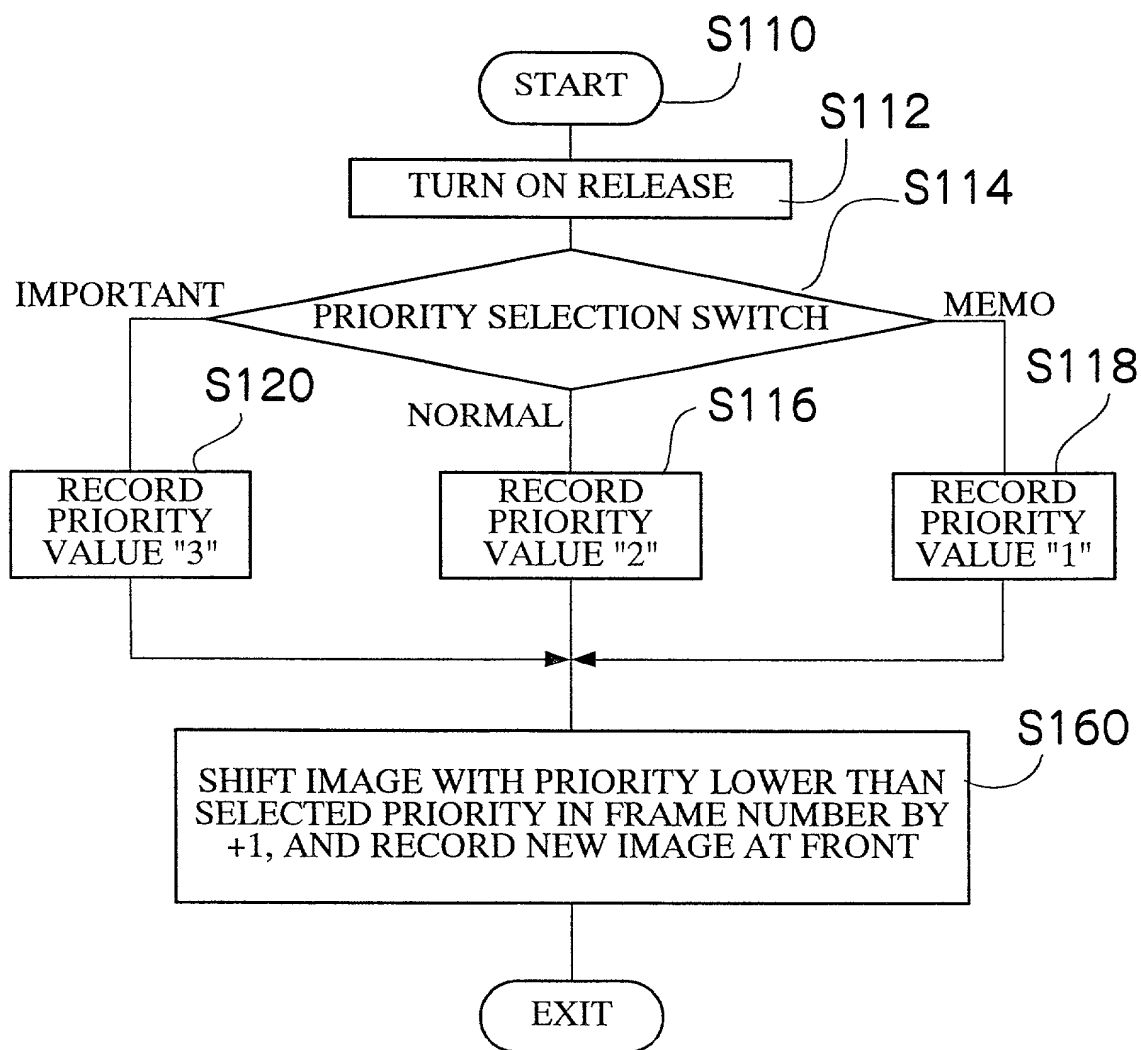 S110
START
S112
TURN ON RELEASE
S114
IMPORTANT
PRIORITY SELECTION SWITCH
MEMO
S120
NORMAL
S116
S118
RECORD
PRIORITY
VALUE "3"
RECORD
PRIORITY
VALUE "2"
RECORD
PRIORITY
VALUE "1"
S160
SHIFT IMAGE WITH PRIORITY LOWER THAN
SELECTED PRIORITY IN FRAME NUMBER BY
+1, AND RECORD NEW IMAGE AT FRONT
EXIT